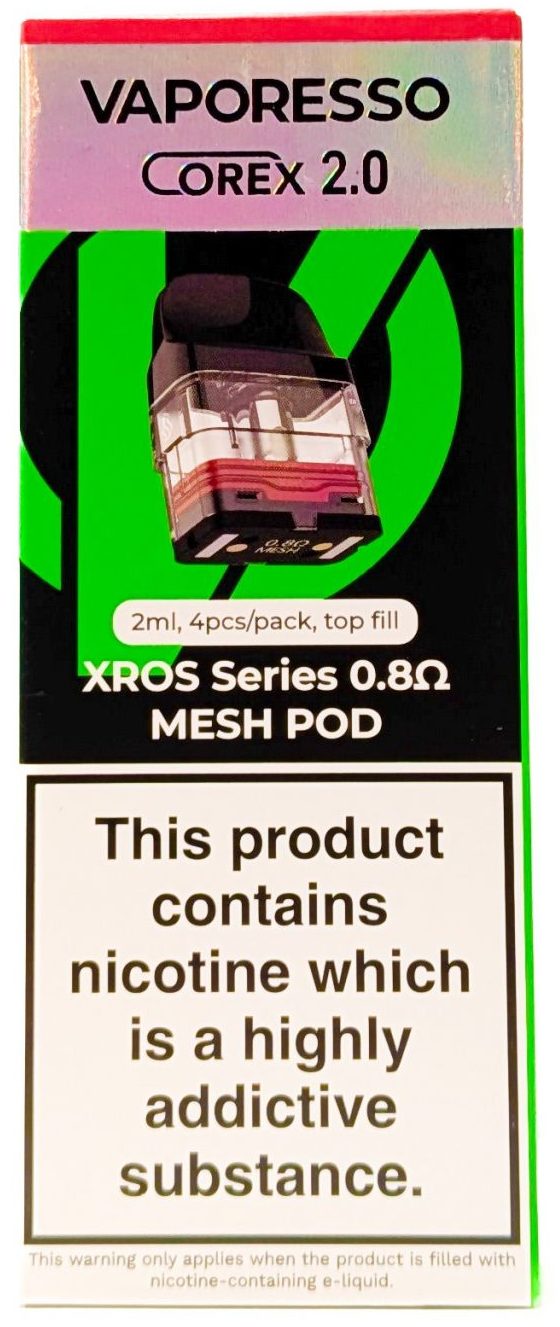 VAPORESSO
COREX 2.0
0.8Ω
MESH
2ml, 4pcs/pack, top fill
XROS Series 0.8Ω
MESH POD
This product
contains
nicotine which
is a highly
addictive
substance.
This warning only applies when the product is filled with
nicotine-containing e-liquid.